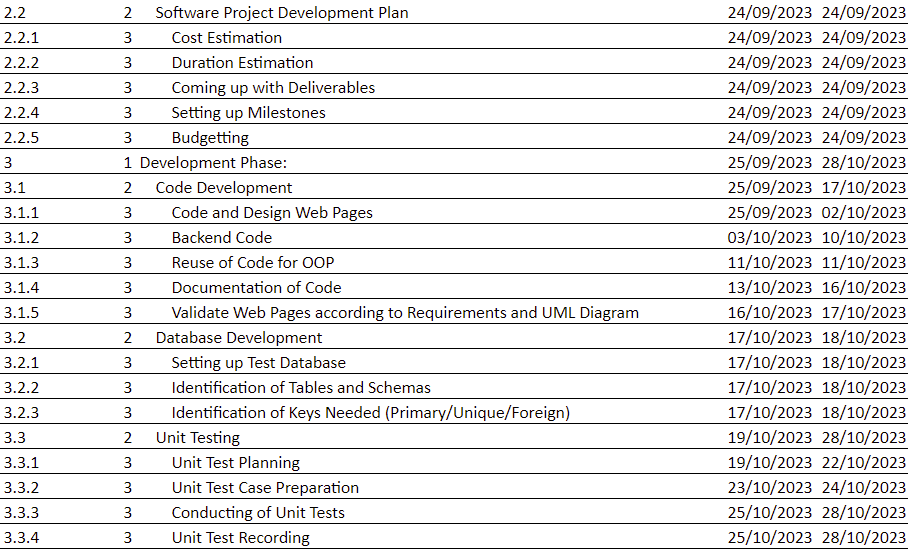 2.2 2 Software Project Development Plan 24/09/2023 24/09/2023
2.2.1 3 Cost Estimation 24/09/2023 24/09/2023
2.2.2 3 Duration Estimation 24/09/2023 24/09/2023
2.2.3 3 Coming up with Deliverables 24/09/2023 24/09/2023
2.2.4 3 Setting up Milestones 24/09/2023 24/09/2023
2.2.5 3 Budgetting 24/09/2023 24/09/2023
3 1 Development Phase: 25/09/2023 28/10/2023
3.1 2 Code Development 25/09/2023 17/10/2023
3.1.1 3 Code and Design Web Pages 25/09/2023 02/10/2023
3.1.2 3 Backend Code 03/10/2023 10/10/2023
3.1.3 3 Reuse of Code for OOP 11/10/2023 11/10/2023
3.1.4 3 Documentation of Code 13/10/2023 16/10/2023
3.1.5 3 Validate Web Pages according to Requirements and UML Diagram 16/10/2023 17/10/2023
3.2 2 Database Development 17/10/2023 18/10/2023
3.2.1 3 Setting up Test Database 17/10/2023 18/10/2023
3.2.2 3 Identification of Tables and Schemas 17/10/2023 18/10/2023
3.2.3 3 Identification of Keys Needed (Primary/Unique/Foreign) 17/10/2023 18/10/2023
3.3 2 Unit Testing 19/10/2023 28/10/2023
3.3.1 3 Unit Test Planning 19/10/2023 22/10/2023
3.3.2 3 Unit Test Case Preparation 23/10/2023 24/10/2023
3.3.3 3 Conducting of Unit Tests 25/10/2023 28/10/2023
3.3.4 3 Unit Test Recording 25/10/2023 28/10/2023